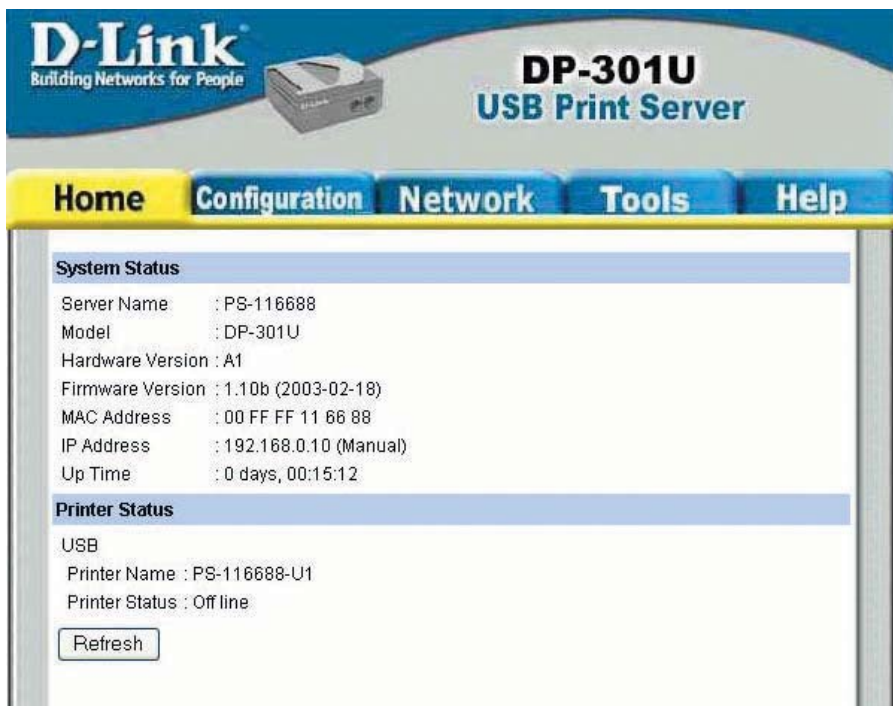 D-Link
Building Networks for People
DP-301U
USB Print Server
Home Configuration Network Tools Help
System Status
Server Name : PS-116688
Model : DP-301U
Hardware Version : A1
Firmware Version : 1.10b (2003-02-18)
MAC Address : 00 FF FF 11 66 88
IP Address : 192.168.0.10 (Manual)
Up Time : 0 days, 00:15:12
Printer Status
USB
Printer Name : PS-116688-U1
Printer Status : Off line
Refresh